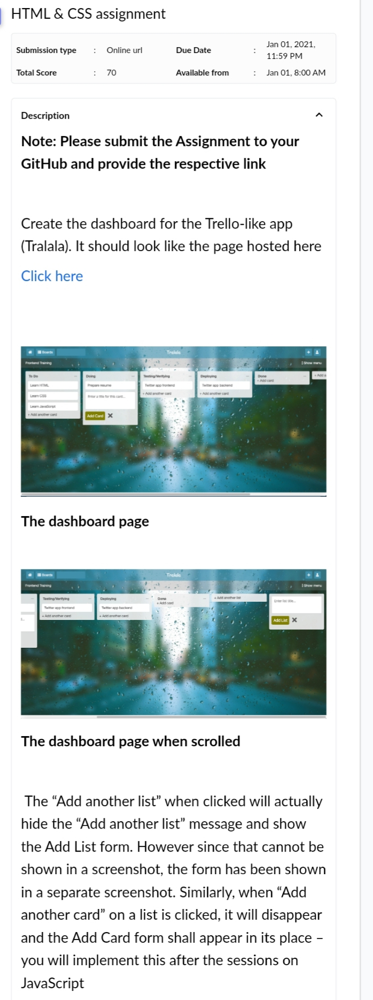 HTML & CSS assignment
Submission type : Online url Due Date : Jan 01, 2021, 11:59 PM
Total Score : 70 Available from : Jan 01, 8:00 AM
Description
Note: Please submit the Assignment to your
GitHub and provide the respective link
Create the dashboard for the Trello-like app
(Tralala). It should look like the page hosted here
Click here
Boards Tralala +
Frontend Training Show menu
To Do ... Doing ... Testing/Verifying ... Deploying ... Done ... + Add a
Learn HTML Prepare resume Twitter app frontend Twitter app backend + Add card
Learn CSS Enter a title for this card... + Add another card + Add another card
Learn JavaScript
+ Add another card Add Card X
The dashboard page
Boards Tralala +
Frontend Training Show menu
... Testing/Verifying ... Deploying ... Done ... + Add another list Enter list title...
Twitter app frontend Twitter app backend + Add card
+ Add another card + Add another card
... Add List X
The dashboard page when scrolled
The “Add another list” when clicked will actually
hide the “Add another list” message and show
the Add List form. However since that cannot be
shown in a screenshot, the form has been shown
in a separate screenshot. Similarly, when “Add
another card” on a list is clicked, it will disappear
and the Add Card form shall appear in its place –
you will implement this after the sessions on
JavaScript